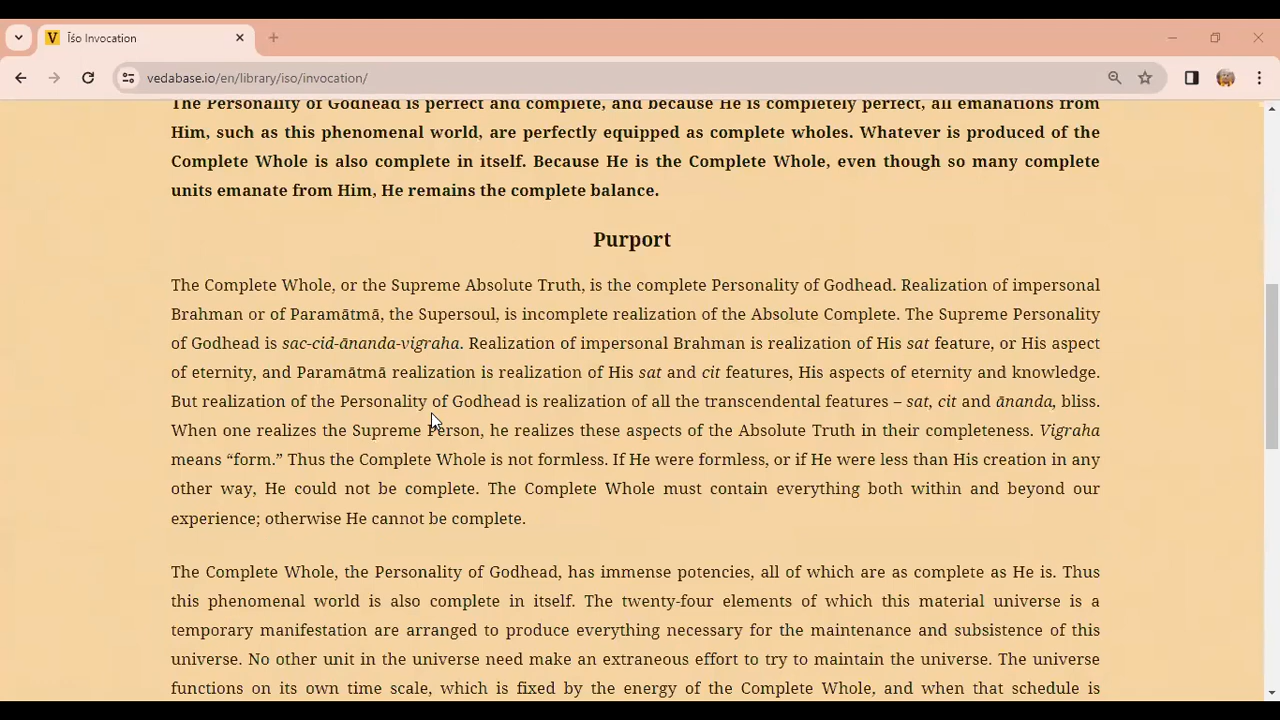 Īśo Invocation
vedabase.io/en/library/iso/invocation/
The Personality of Godhead is perfect and complete, and because He is completely perfect, all emanations from
Him, such as this phenomenal world, are perfectly equipped as complete wholes. Whatever is produced of the
Complete Whole is also complete in itself. Because He is the Complete Whole, even though so many complete
units emanate from Him, He remains the complete balance.
Purport
The Complete Whole, or the Supreme Absolute Truth, is the complete Personality of Godhead. Realization of impersonal
Brahman or of Paramātmā, the Supersoul, is incomplete realization of the Absolute Complete. The Supreme Personality
of Godhead is sac-cid-ānanda-vigraha. Realization of impersonal Brahman is realization of His sat feature, or His aspect
of eternity, and Paramātmā realization is realization of His sat and cit features, His aspects of eternity and knowledge.
But realization of the Personality of Godhead is realization of all the transcendental features – sat, cit and ānanda, bliss.
When one realizes the Supreme Person, he realizes these aspects of the Absolute Truth in their completeness. Vigraha
means “form.” Thus the Complete Whole is not formless. If He were formless, or if He were less than His creation in any
other way, He could not be complete. The Complete Whole must contain everything both within and beyond our
experience; otherwise He cannot be complete.
The Complete Whole, the Personality of Godhead, has immense potencies, all of which are as complete as He is. Thus
this phenomenal world is also complete in itself. The twenty-four elements of which this material universe is a
temporary manifestation are arranged to produce everything necessary for the maintenance and subsistence of this
universe. No other unit in the universe need make an extraneous effort to try to maintain the universe. The universe
functions on its own time scale, which is fixed by the energy of the Complete Whole, and when that schedule is